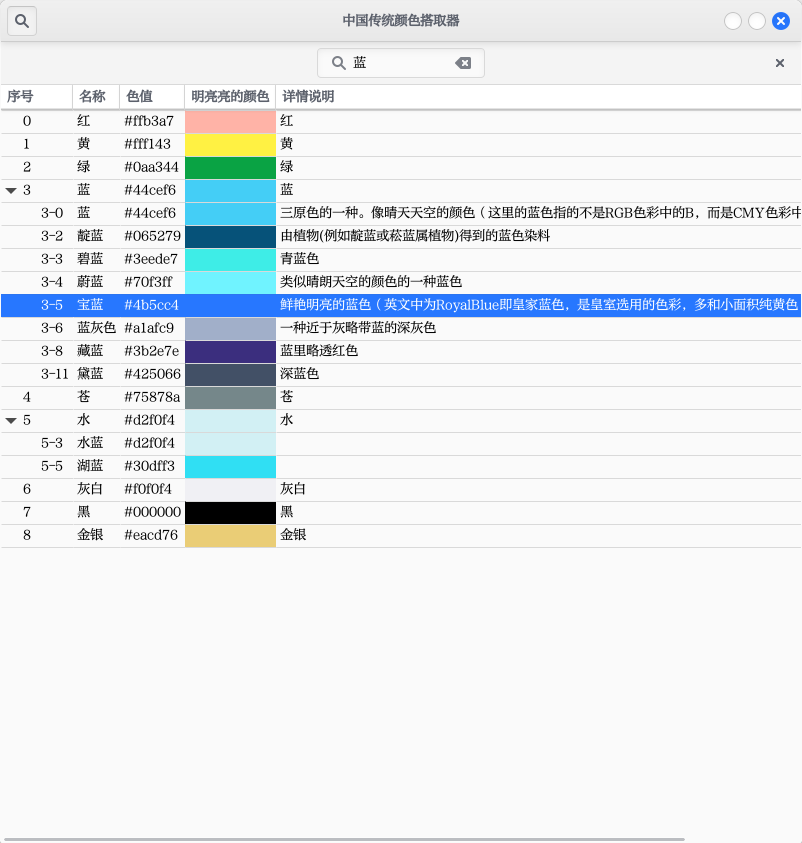 中国传统颜色搭取器
蓝
序号 名称 色值 明亮亮的颜色 详情说明
0 红 #ffb3a7 红
1 黄 #fff143 黄
2 绿 #0aa344 绿
3 蓝 #44cef6 蓝
3-0 蓝 #44cef6 三原色的一种。像晴天天空的颜色（这里的蓝色指的不是RGB色彩中的B，而是CMY色彩中
3-2 靛蓝 #065279 由植物(例如靛蓝或菘蓝属植物)得到的蓝色染料
3-3 碧蓝 #3eede7 青蓝色
3-4 蔚蓝 #70f3ff 类似晴朗天空的颜色的一种蓝色
3-5 宝蓝 #4b5cc4 鲜艳明亮的蓝色（英文中为RoyalBlue即皇家蓝色，是皇室选用的色彩，多和小面积纯黄色
3-6 蓝灰色 #a1afc9 一种近于灰略带蓝的深灰色
3-8 藏蓝 #3b2e7e 蓝里略透红色
3-11 黛蓝 #425066 深蓝色
4 苍 #75878a 苍
5 水 #d2f0f4 水
5-3 水蓝 #d2f0f4
5-5 湖蓝 #30dff3
6 灰白 #f0f0f4 灰白
7 黑 #000000 黑
8 金银 #eacd76 金银